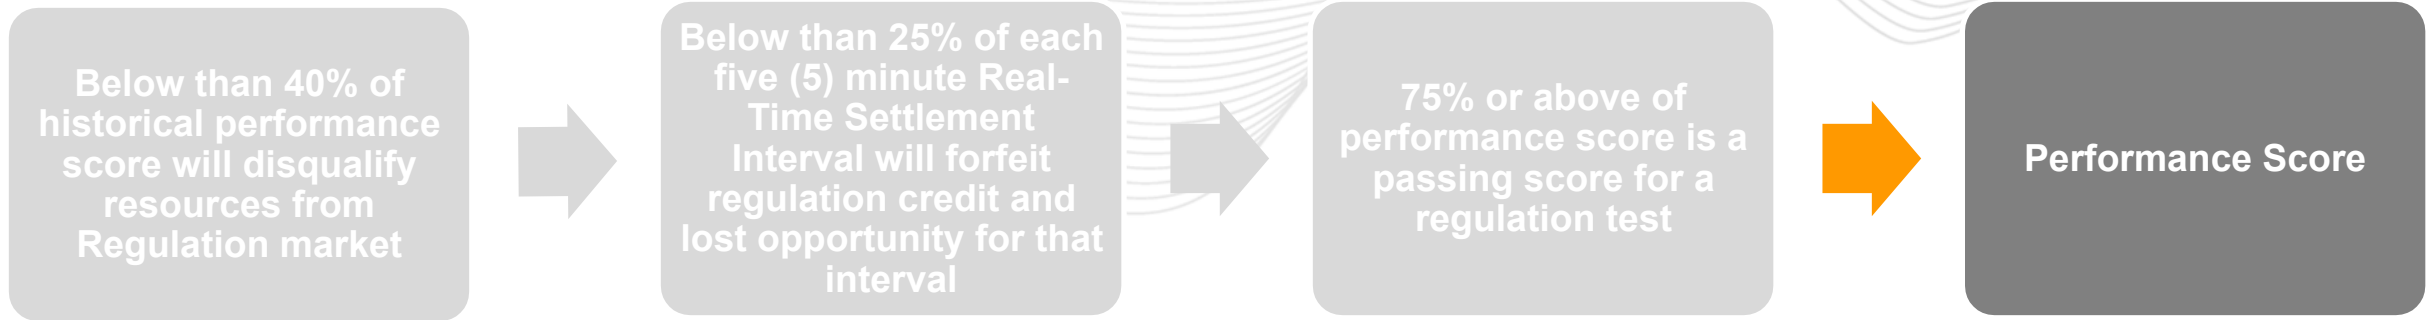 Below than 40% of
historical performance
score will disqualify
resources from
Regulation market
Below than 25% of each
five (5) minute Real-
Time Settlement
Interval will forfeit
regulation credit and
lost opportunity for that
interval
75% or above of
performance score is a
passing score for a
regulation test
Performance Score